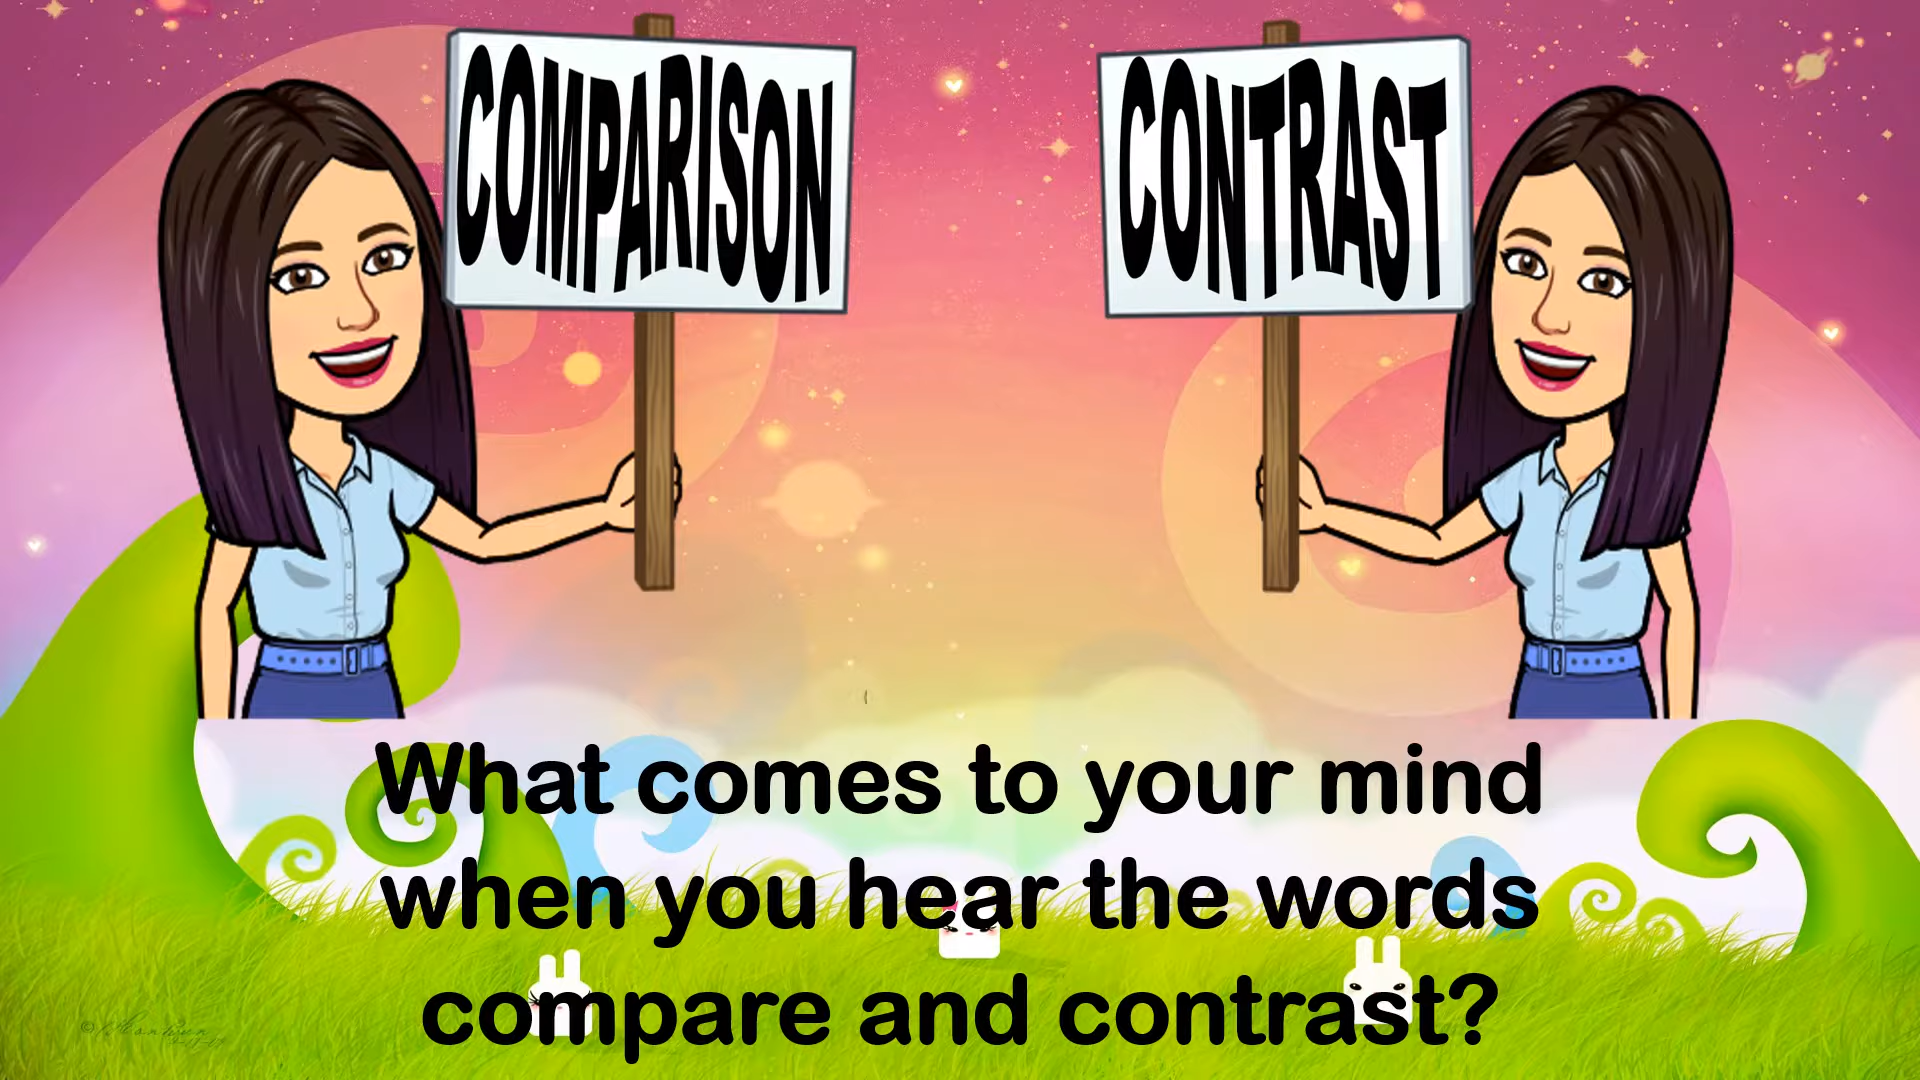 COMPARISON
CONTRAST
What comes to your mind
when you hear the words
compare and contrast?